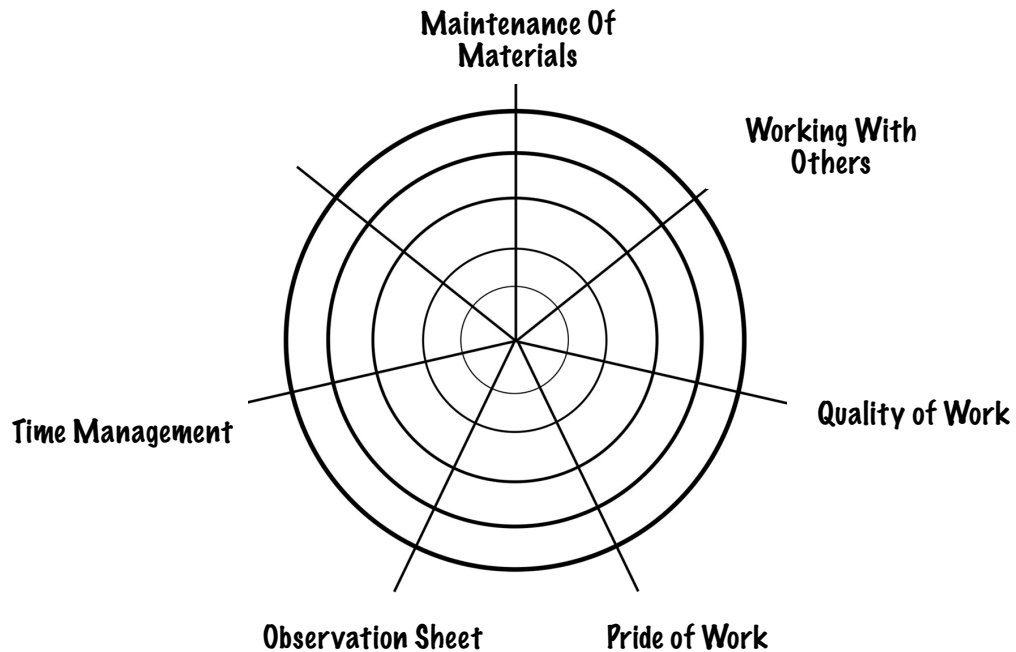 Maintenance Of
Materials
Working With
Others
Quality of Work
Time Management
Observation Sheet
Pride of Work